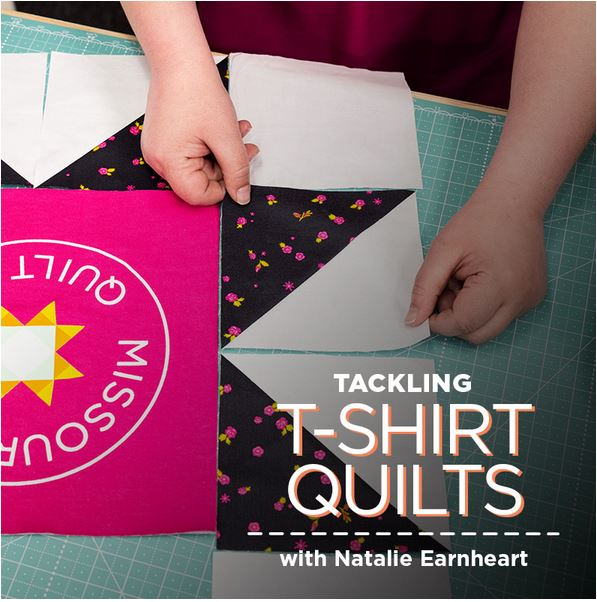 QUILT
MISSOUR
TACKLING
T-SHIRT
QUILTS
with Natalie Earnheart